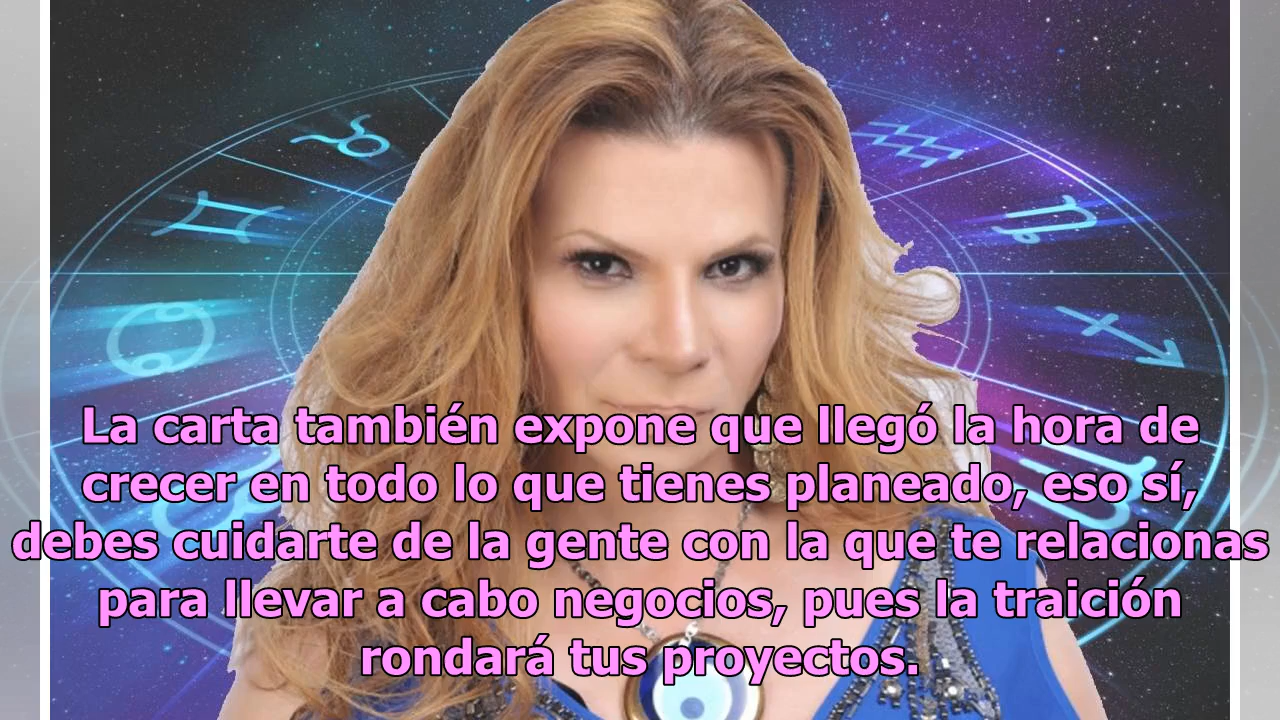 La carta también expone que llegó la hora de
crecer en todo lo que tienes planeado, eso sí,
debes cuidarte de la gente con la que te relacionas
para llevar a cabo negocios, pues la traición
rondará tus proyectos.